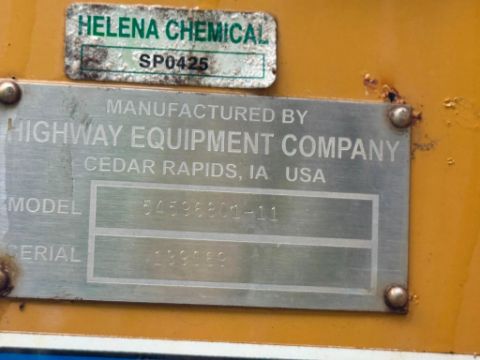 HELENA CHEMICAL
SP0425
MANUFACTURED BY
HIGHWAY EQUIPMENT COMPANY
CEDAR RAPIDS, IA USA
MODEL
SERIAL